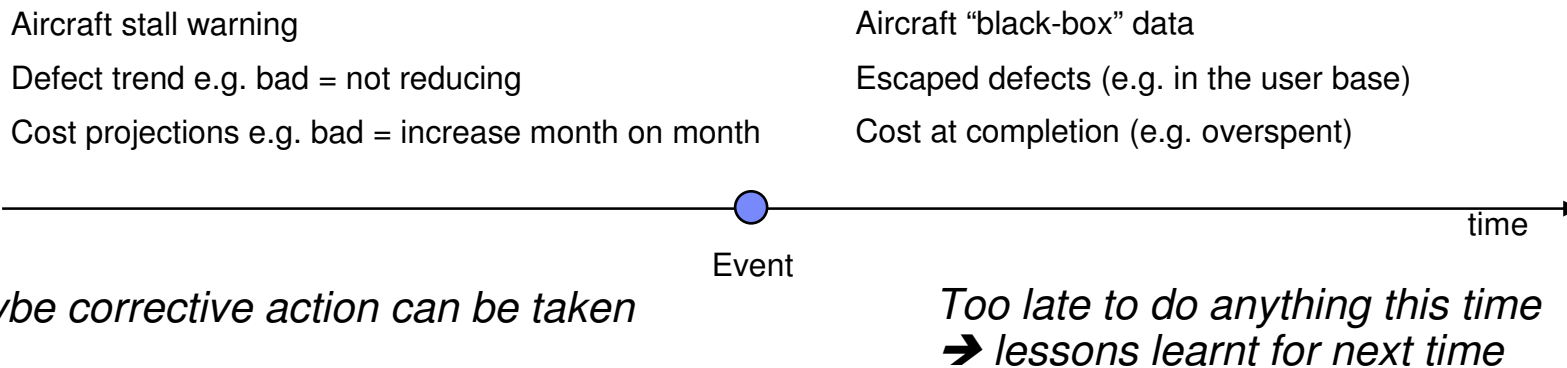 Aircraft stall warning
Defect trend e.g. bad = not reducing
Cost projections e.g. bad = increase month on month
Aircraft “black-box” data
Escaped defects (e.g. in the user base)
Cost at completion (e.g. overspent)
time
Event
ybe corrective action can be taken
Too late to do anything this time
➔ lessons learnt for next time